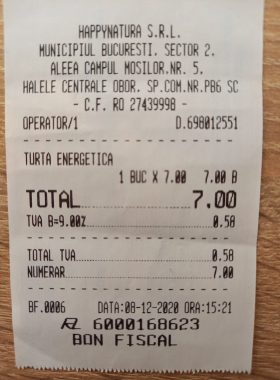 HAPPYNATURA S.R.L.
MUNICIPIUL BUCURESTI. SECTOR 2.
ALEEA CAMPUL MOSILOR.NR. 5.
HALELE CENTRALE OBOR. SP.COM.NR.PB6 SC
- C.F. RO 27439998 -
OPERATOR/1 D.698012551
TURTA ENERGETICA
1 BUC X 7.00 7.00 B
TOTAL 7.00
TVA B=9.00% 0.58
TOTAL TVA 0.58
NUMERAR 7.00
BF.0006 DATA:08-12-2020 ORA:15:21
6000168623
BON FISCAL